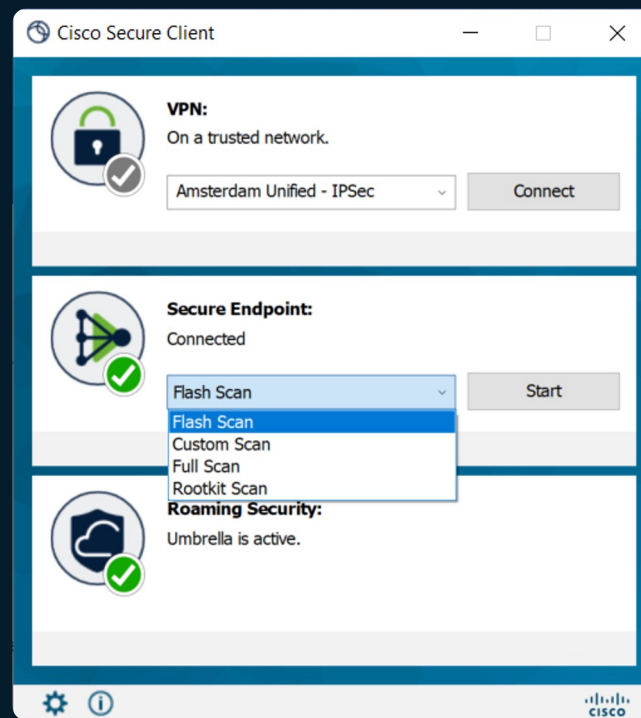 Cisco Secure Client
VPN:
On a trusted network.
Amsterdam Unified - IPSec
Connect
Secure Endpoint:
Connected
Flash Scan
Start
Flash Scan
Custom Scan
Full Scan
Rootkit Scan
Roaming Security:
Umbrella is active.
CISCO